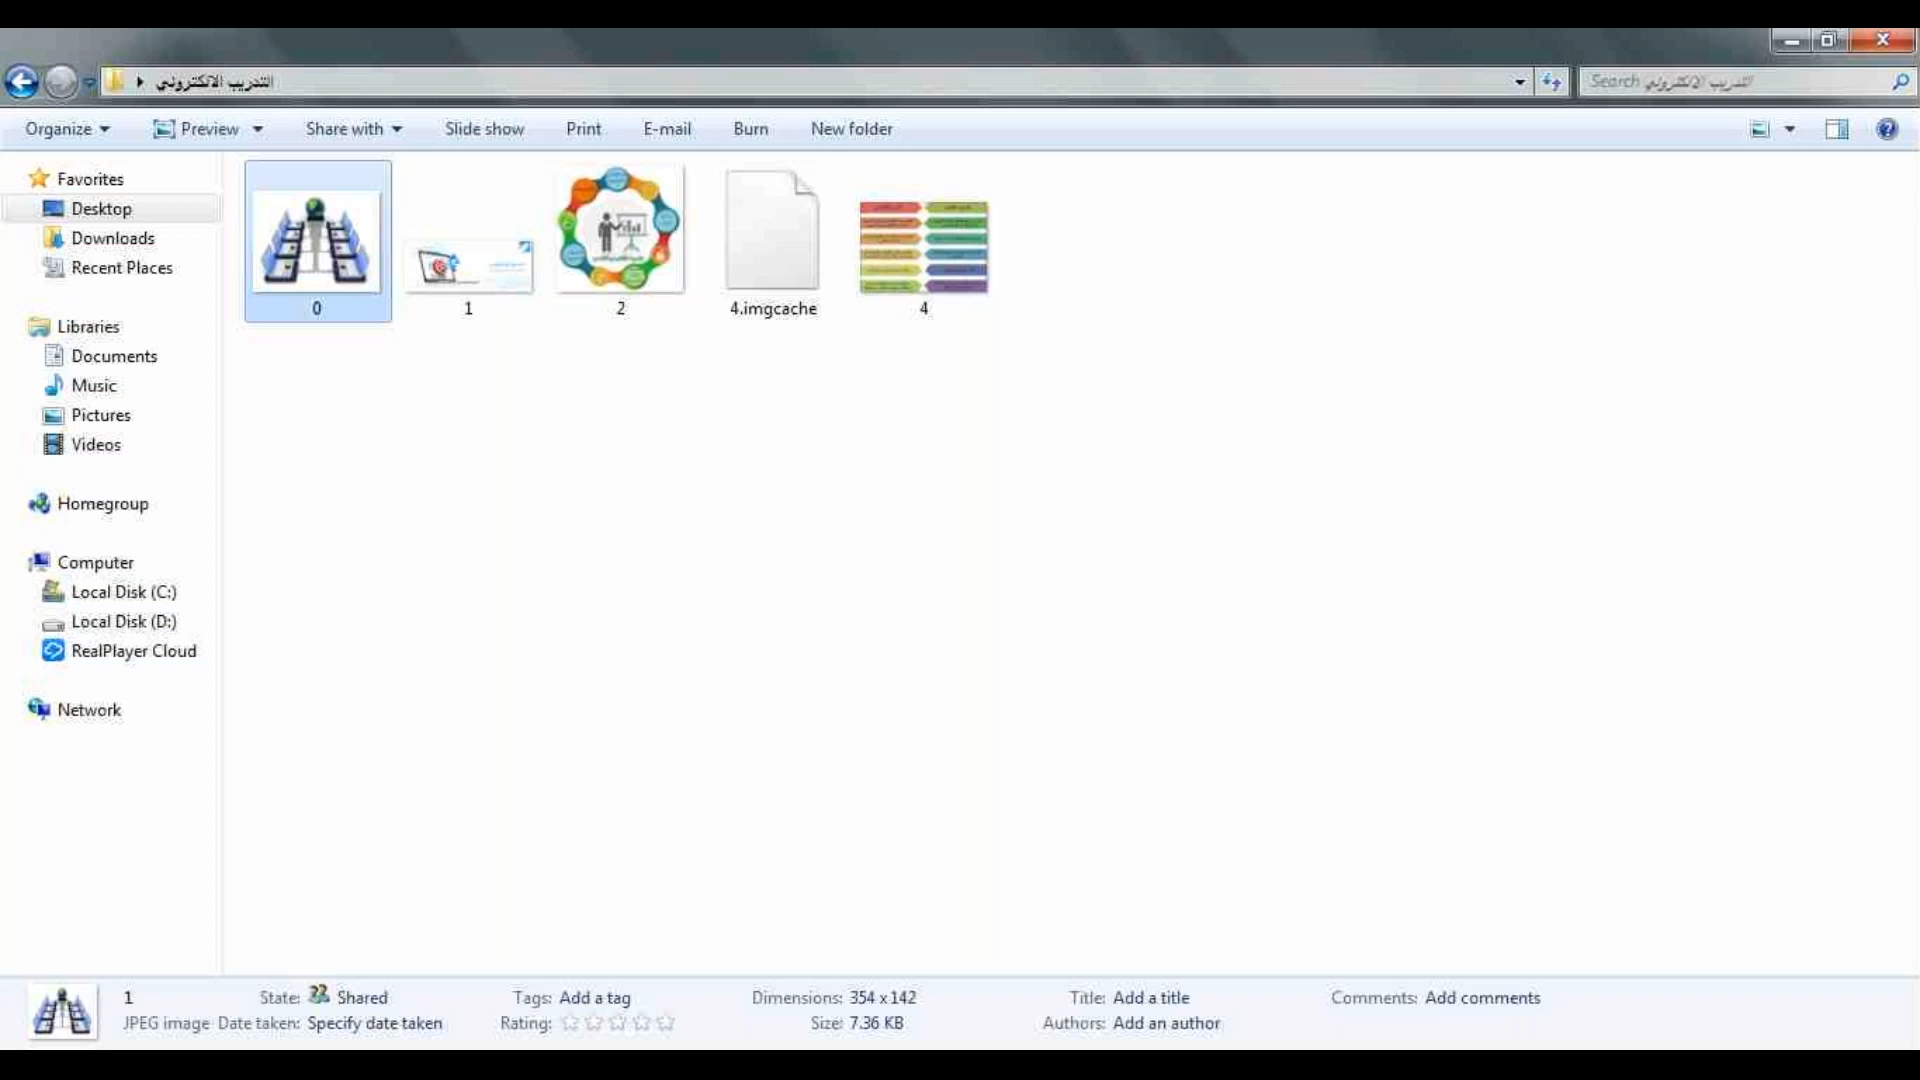 التدريب الالكتروني
Search التدريب الالكتروني
Organize
Preview
Share with
Slide show
Print
E-mail
Burn
New folder
Favorites
Desktop
Downloads
Recent Places
Libraries
Documents
Music
Pictures
Videos
Homegroup
Computer
Local Disk (C:)
Local Disk (D:)
RealPlayer Cloud
Network
0
1
2
4.imgcache
4
1
State: Shared
Tags: Add a tag
Dimensions: 354 x 142
Title: Add a title
Comments: Add comments
JPEG image
Date taken: Specify date taken
Rating:
Size: 7.36 KB
Authors: Add an author